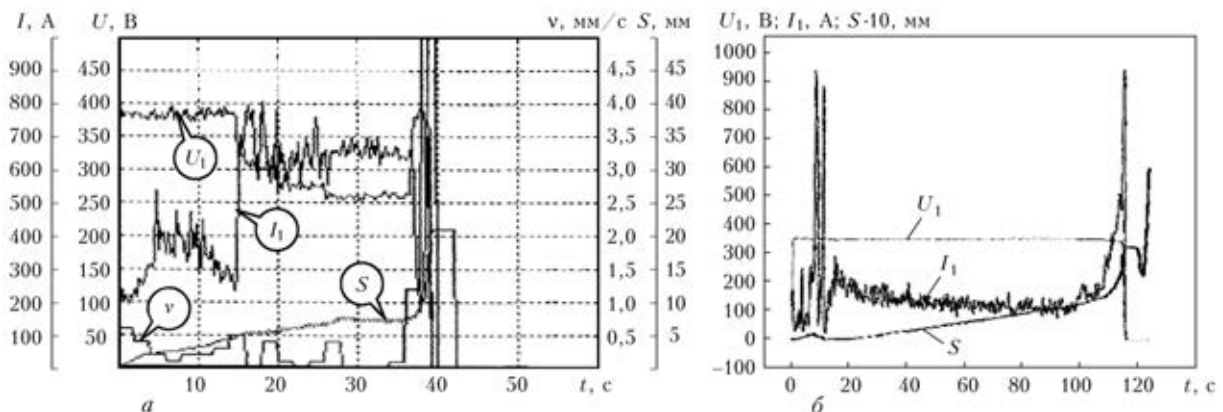 I, А U, В v, мм/с S, мм
900 450 4,5 45
800 400 4,0 40
700 350 3,5 35
600 300 3,0 30
500 250 2,5 25
400 200 2,0 20
300 150 1,5 15
200 100 1,0 10
100 50 0,5 5
U₁
I₁
S
v
10 20 30 40 50 t, с
а
U₁, В; I₁, А; S·10, мм
1000
900
800
700
600
500
400
300
200
100
0
–100
U₁
I₁
S
0 20 40 60 80 100 120 t, с
б